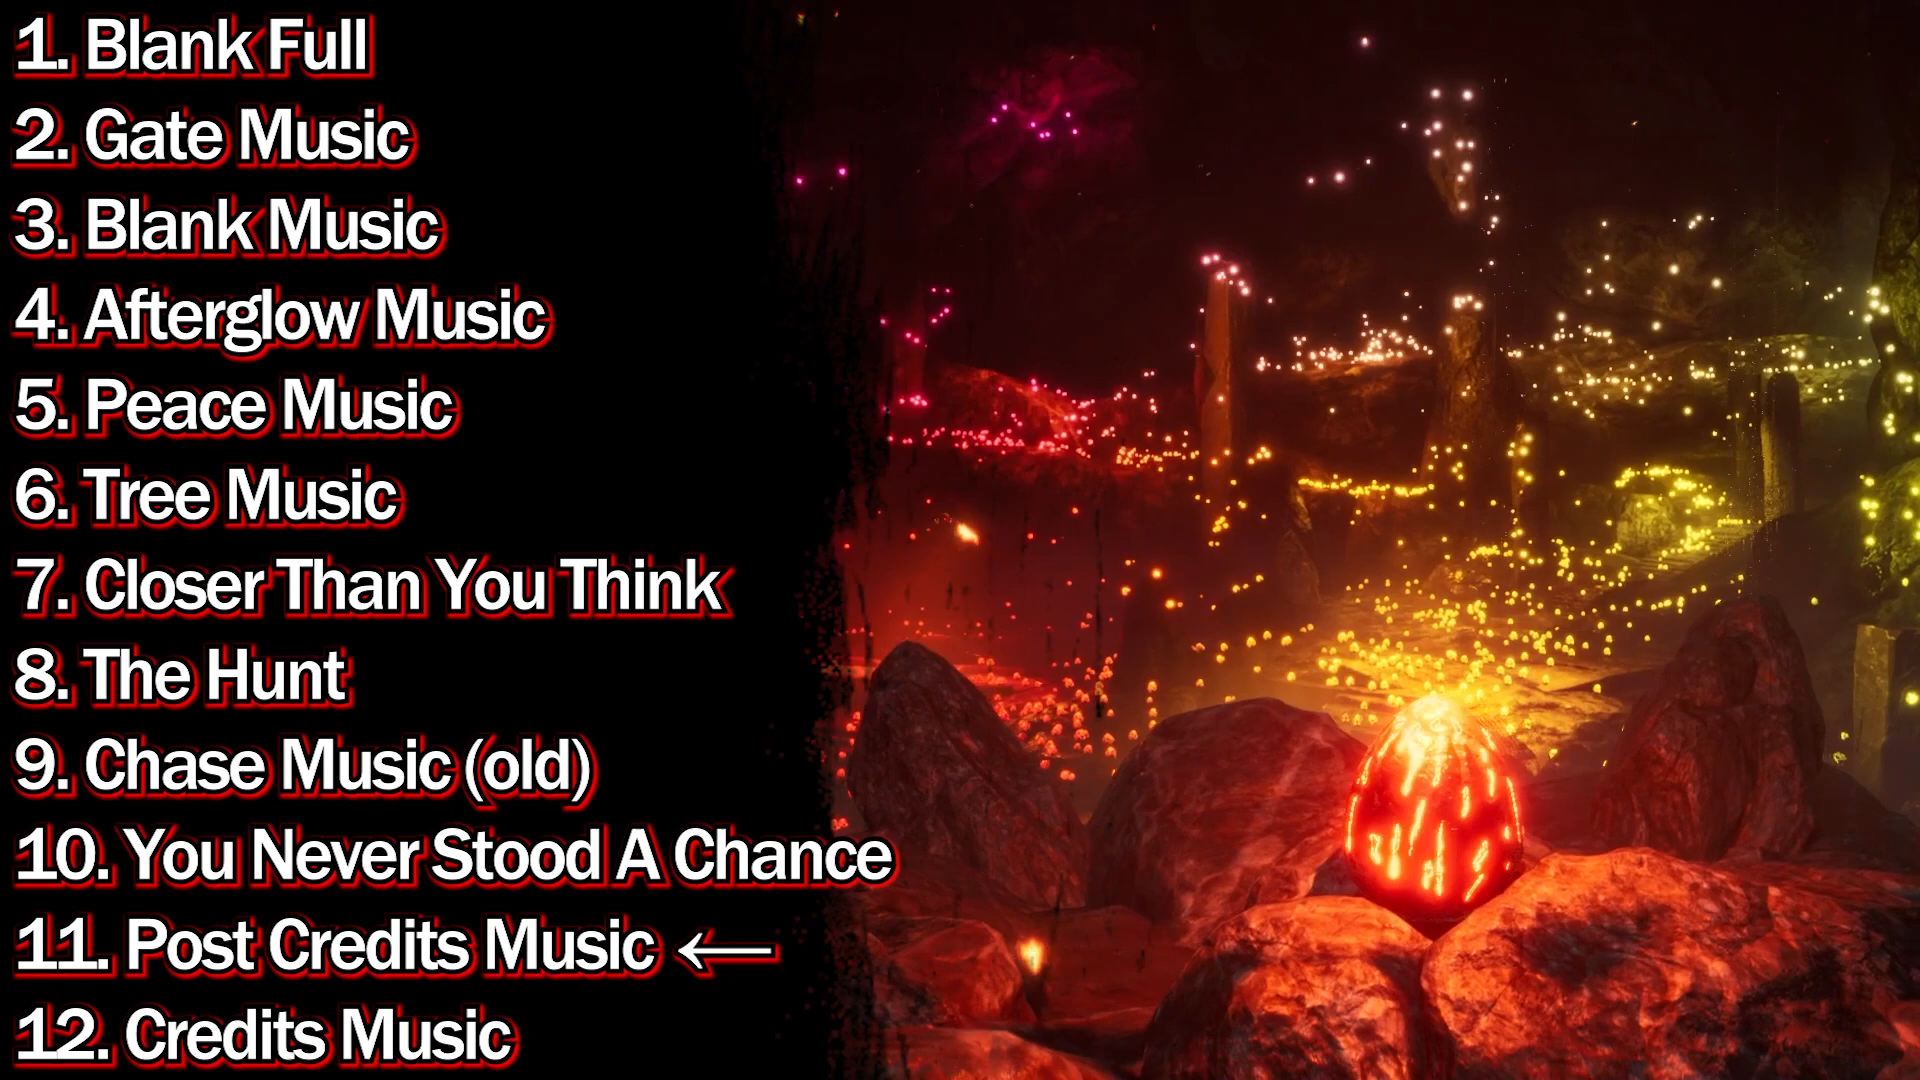 1. Blank Full
2. Gate Music
3. Blank Music
4. Afterglow Music
5. Peace Music
6. Tree Music
7. Closer Than You Think
8. The Hunt
9. Chase Music (old)
10. You Never Stood A Chance
11. Post Credits Music ←
12. Credits Music